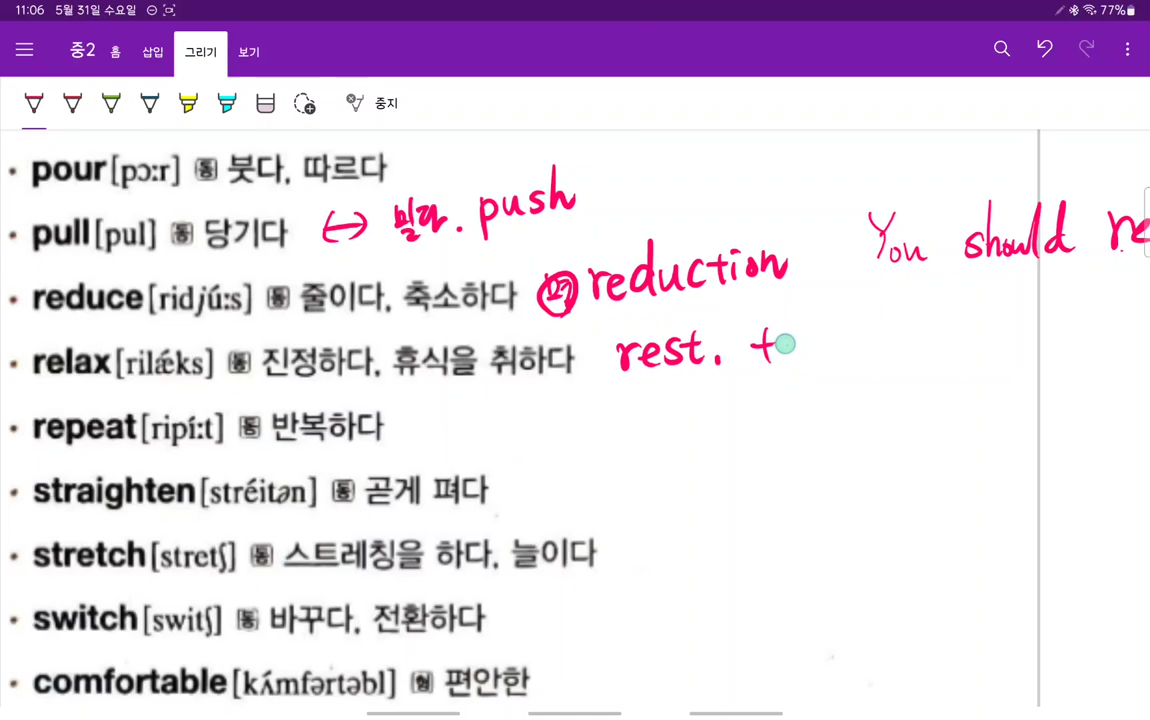 11:06 5월 31일 수요일 77%
중2 홈 삽입 그리기 보기
중지
• pour[pɔːr] 동 붓다, 따르다
• pull[pul] 동 당기다 ↔ 밀다. push
You should re
• reduce[ridjúːs] 동 줄이다, 축소하다 명 reduction
• relax[rilǽks] 동 진정하다, 휴식을 취하다 rest. t
• repeat[ripíːt] 동 반복하다
• straighten[stréitən] 동 곧게 펴다
• stretch[stretʃ] 동 스트레칭을 하다, 늘이다
• switch[switʃ] 동 바꾸다, 전환하다
• comfortable[kʌ́mfərtəbl] 형 편안한